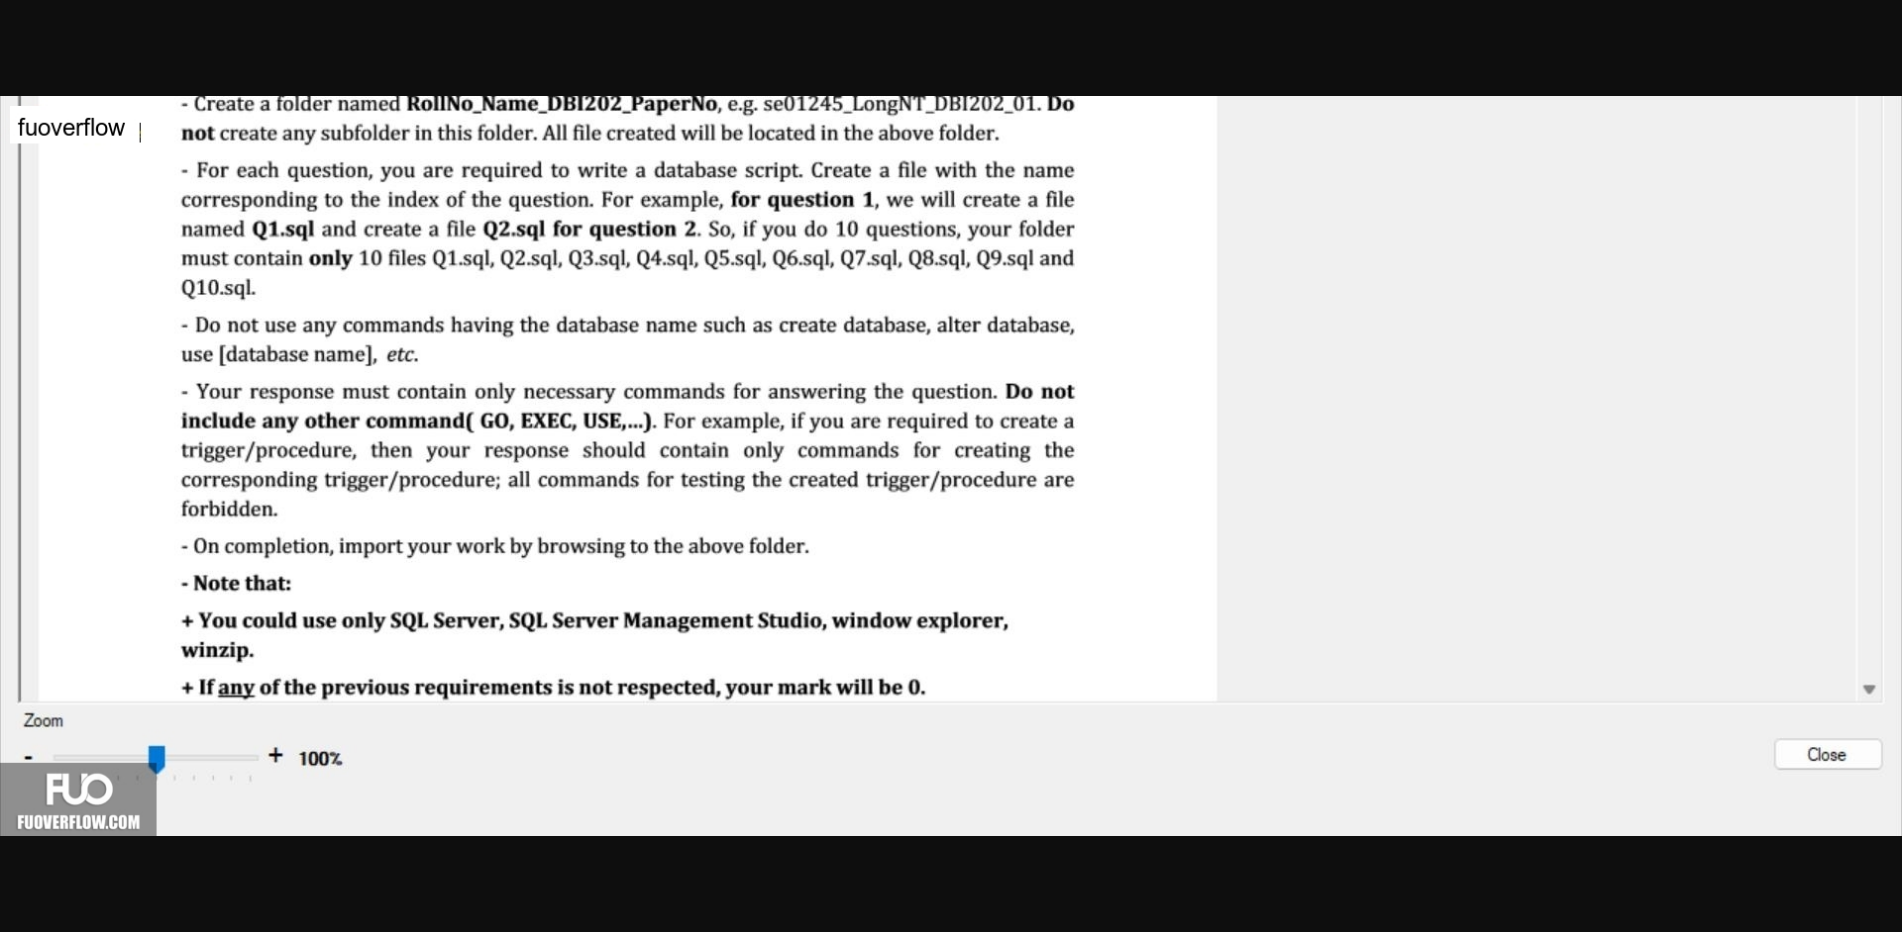 - Create a folder named RollNo_Name_DBI202_PaperNo, e.g. se01245_LongNT_DBI202_01. Do
fuoverflow
not create any subfolder in this folder. All file created will be located in the above folder.
- For each question, you are required to write a database script. Create a file with the name
corresponding to the index of the question. For example, for question 1, we will create a file
named Q1.sql and create a file Q2.sql for question 2. So, if you do 10 questions, your folder
must contain only 10 files Q1.sql, Q2.sql, Q3.sql, Q4.sql, Q5.sql, Q6.sql, Q7.sql, Q8.sql, Q9.sql and
Q10.sql.
- Do not use any commands having the database name such as create database, alter database,
use [database name], etc.
- Your response must contain only necessary commands for answering the question. Do not
include any other command( GO, EXEC, USE,...). For example, if you are required to create a
trigger/procedure, then your response should contain only commands for creating the
corresponding trigger/procedure; all commands for testing the created trigger/procedure are
forbidden.
- On completion, import your work by browsing to the above folder.
- Note that:
+ You could use only SQL Server, SQL Server Management Studio, window explorer,
winzip.
+ If any of the previous requirements is not respected, your mark will be 0.
Zoom
- + 100%
Close
FUO
FUOVERFLOW.COM